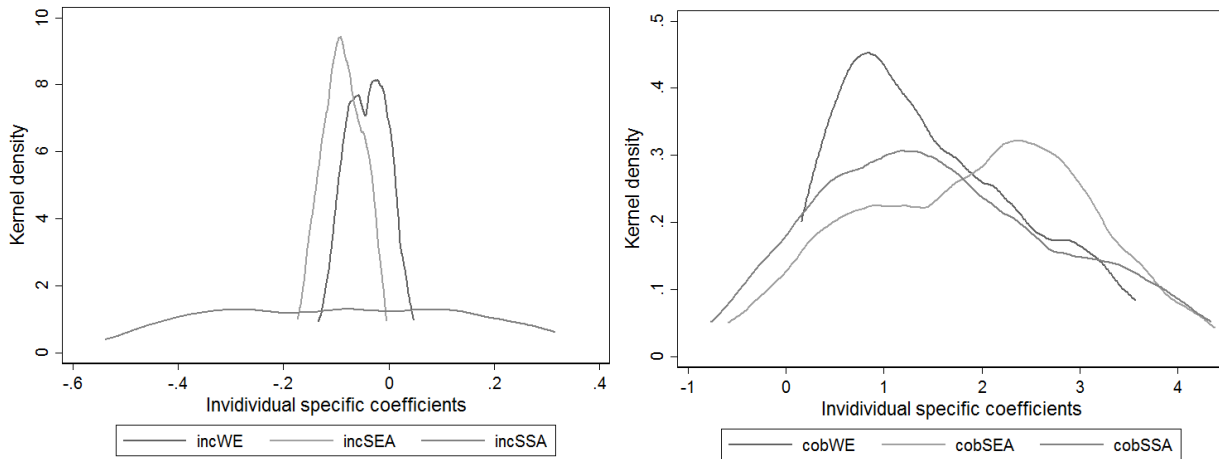 10
8
6
4
2
0
Kernel density
-.6
-.4
-.2
0
.2
.4
Invidividual specific coefficients
incWE
incSEA
incSSA
.5
.4
.3
.2
.1
0
Kernel density
-1
0
1
2
3
4
Invidividual specific coefficients
cobWE
cobSEA
cobSSA